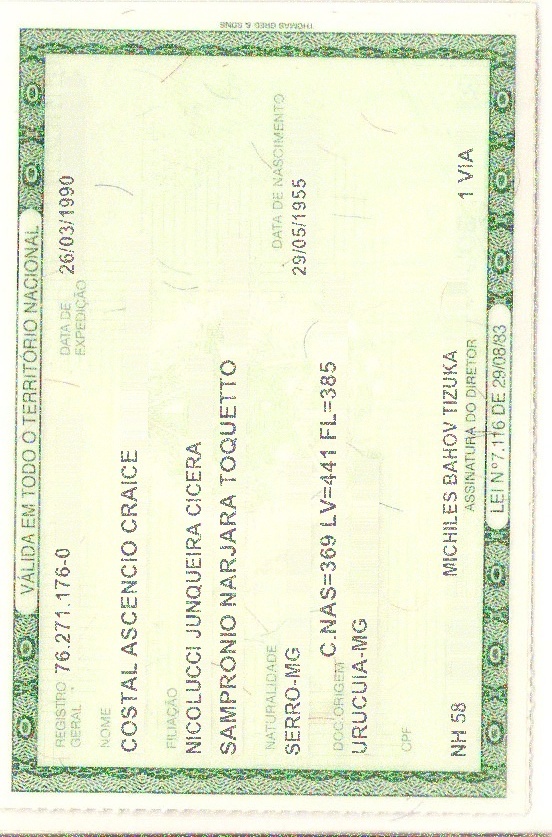 VÁLIDA EM TODO O TERRITÓRIO NACIONAL
REGISTRO GERAL 76.271.176-0 DATA DE EXPEDIÇÃO 26/03/1990
NOME
COSTAL ASCENCIO CRAICE
FILIAÇÃO
NICOLUCCI JUNQUEIRA CICERA
SAMPRONIO NARJARA TOQUETTO
NATURALIDADE DATA DE NASCIMENTO
SERRO-MG 29/05/1955
DOC ORIGEM C.NAS=369 LV=441 FL=385
URUCUIA-MG
CPF
NH 58 MICHILES BAHOV TIZUKA 1 VIA
ASSINATURA DO DIRETOR
LEI Nº 7.116 DE 29/08/83
THOMAS GREG & SONS